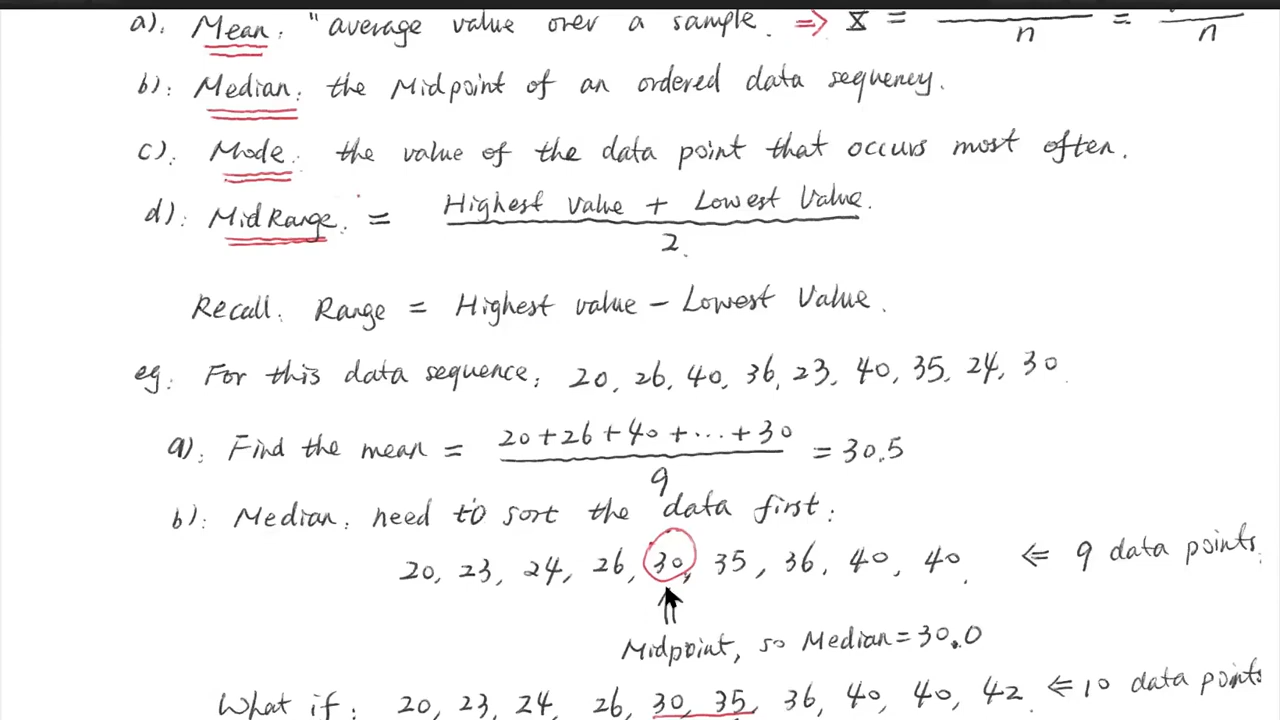 a). Mean: "average value over a sample. => x̄ = ——— / n = ——— / n
b): Median: the Midpoint of an ordered data sequency.
c). Mode: the value of the data point that occurs most often.
d): MidRange. = (Highest Value + Lowest Value.) / 2.
Recall. Range = Highest value - Lowest Value.
eg. For this data sequence: 20, 26, 40, 36, 23, 40, 35, 24, 30.
a). Find the mean = (20+26+40+...+30) / 9 = 30.5
b): Median: need to sort the data first:
20, 23, 24, 26, 30, 35, 36, 40, 40. <= 9 data points.
Midpoint, so Median = 30.0
What if: 20, 23, 24, 26, 30, 35, 36, 40, 40, 42. <= 10 data points